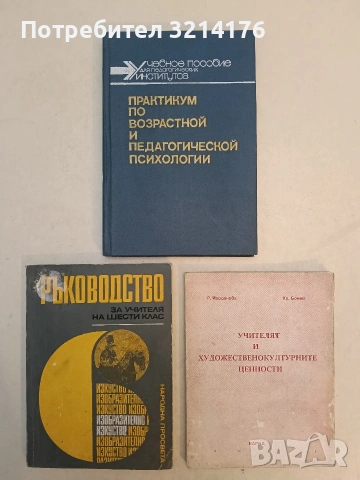 Потребител 3214176
Учебное пособие
для педагогических
институтов
ПРАКТИКУМ
ПО
ВОЗРАСТНОЙ
И
ПЕДАГОГИЧЕСКОЙ
ПСИХОЛОГИИ
РЪКОВОДСТВО
ЗА УЧИТЕЛЯ
НА ШЕСТИ КЛАС
ИЗОБРАЗИТЕЛНО
ИЗКУСТВО
НАРОДНА ПРОСВЕТА
УЧИТЕЛЯТ
И
ХУДОЖЕСТВЕНОКУЛТУРНИТЕ
ЦЕННОСТИ
bazar